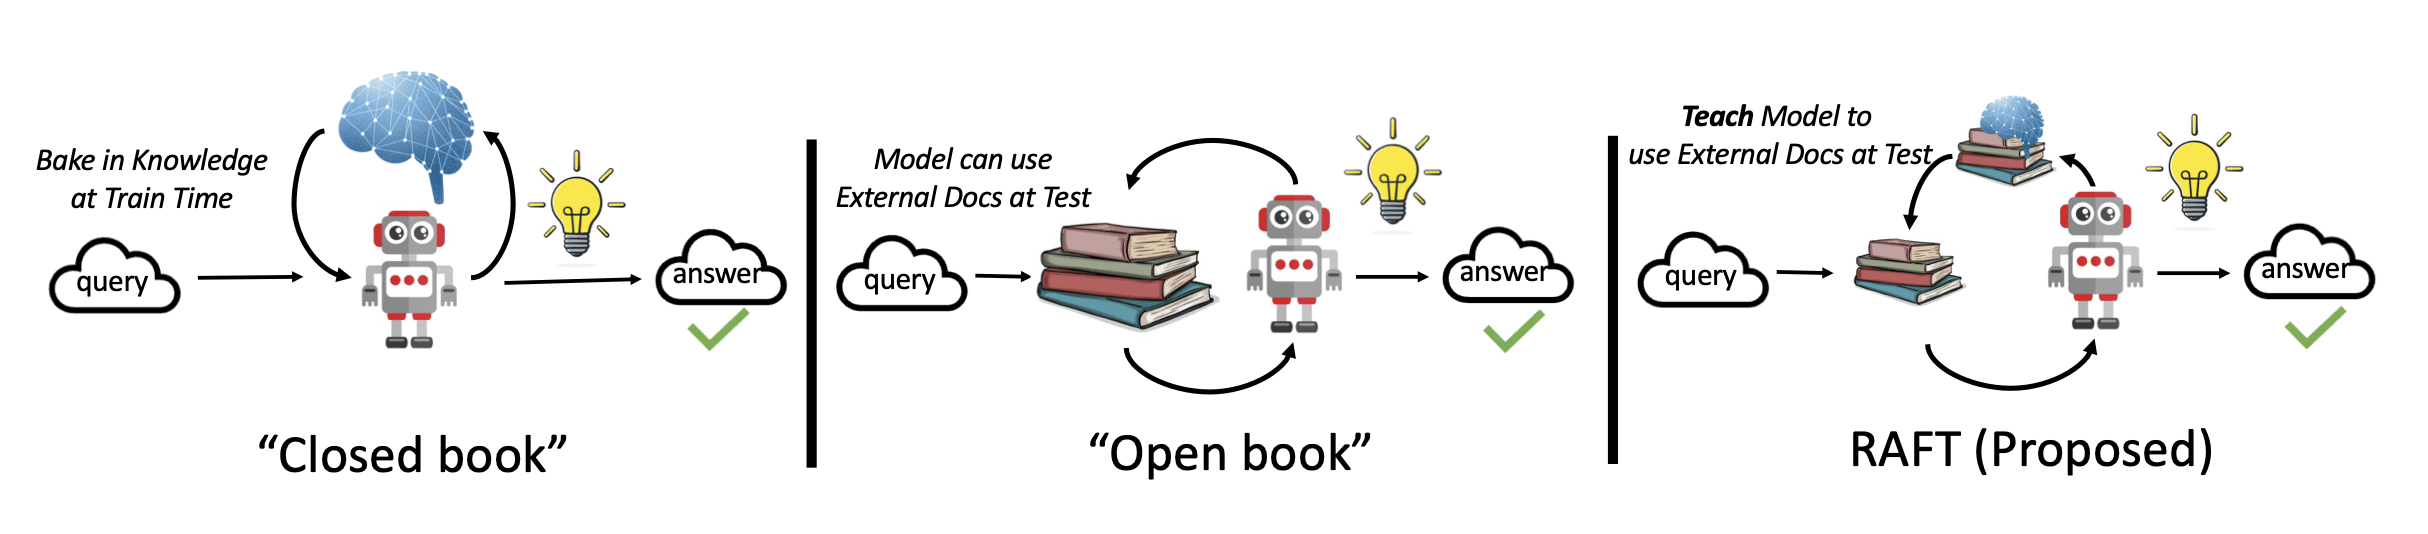 Bake in Knowledge
at Train Time
query
answer
“Closed book”
Model can use
External Docs at Test
query
answer
“Open book”
Teach Model to
use External Docs at Test
query
answer
RAFT (Proposed)